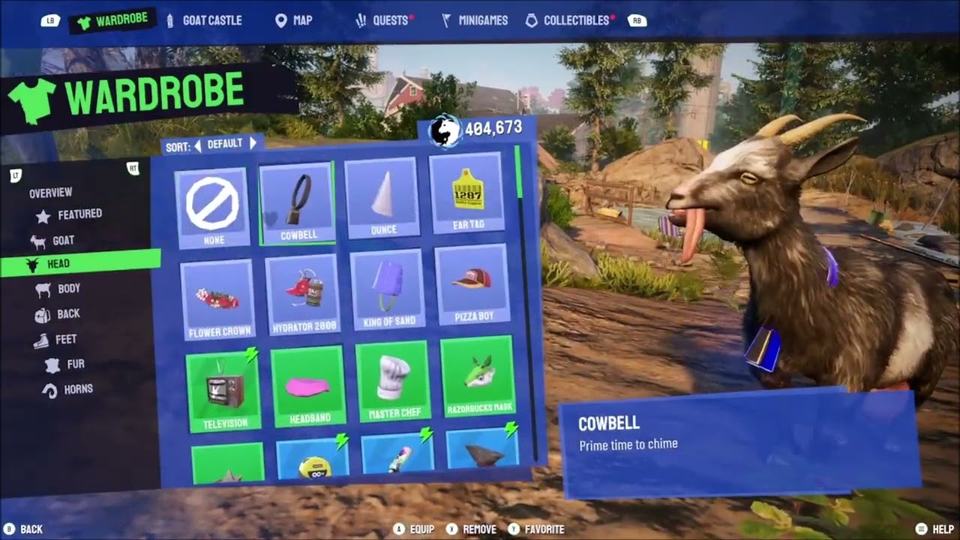 LB WARDROBE GOAT CASTLE MAP QUESTS MINIGAMES COLLECTIBLES RB
WARDROBE
404,673
SORT: DEFAULT
LT RT
OVERVIEW
FEATURED
GOAT
HEAD
BODY
BACK
FEET
FUR
HORNS
NONE COWBELL DUNCE EAR TAG
1207
FLOWER CROWN HYDRATOR 2000 KING OF SAND PIZZA BOY
TELEVISION HEADBAND MASTER CHEF RAZORBUCKS MASK
COWBELL
Prime time to chime
B BACK A EQUIP X REMOVE Y FAVORITE HELP